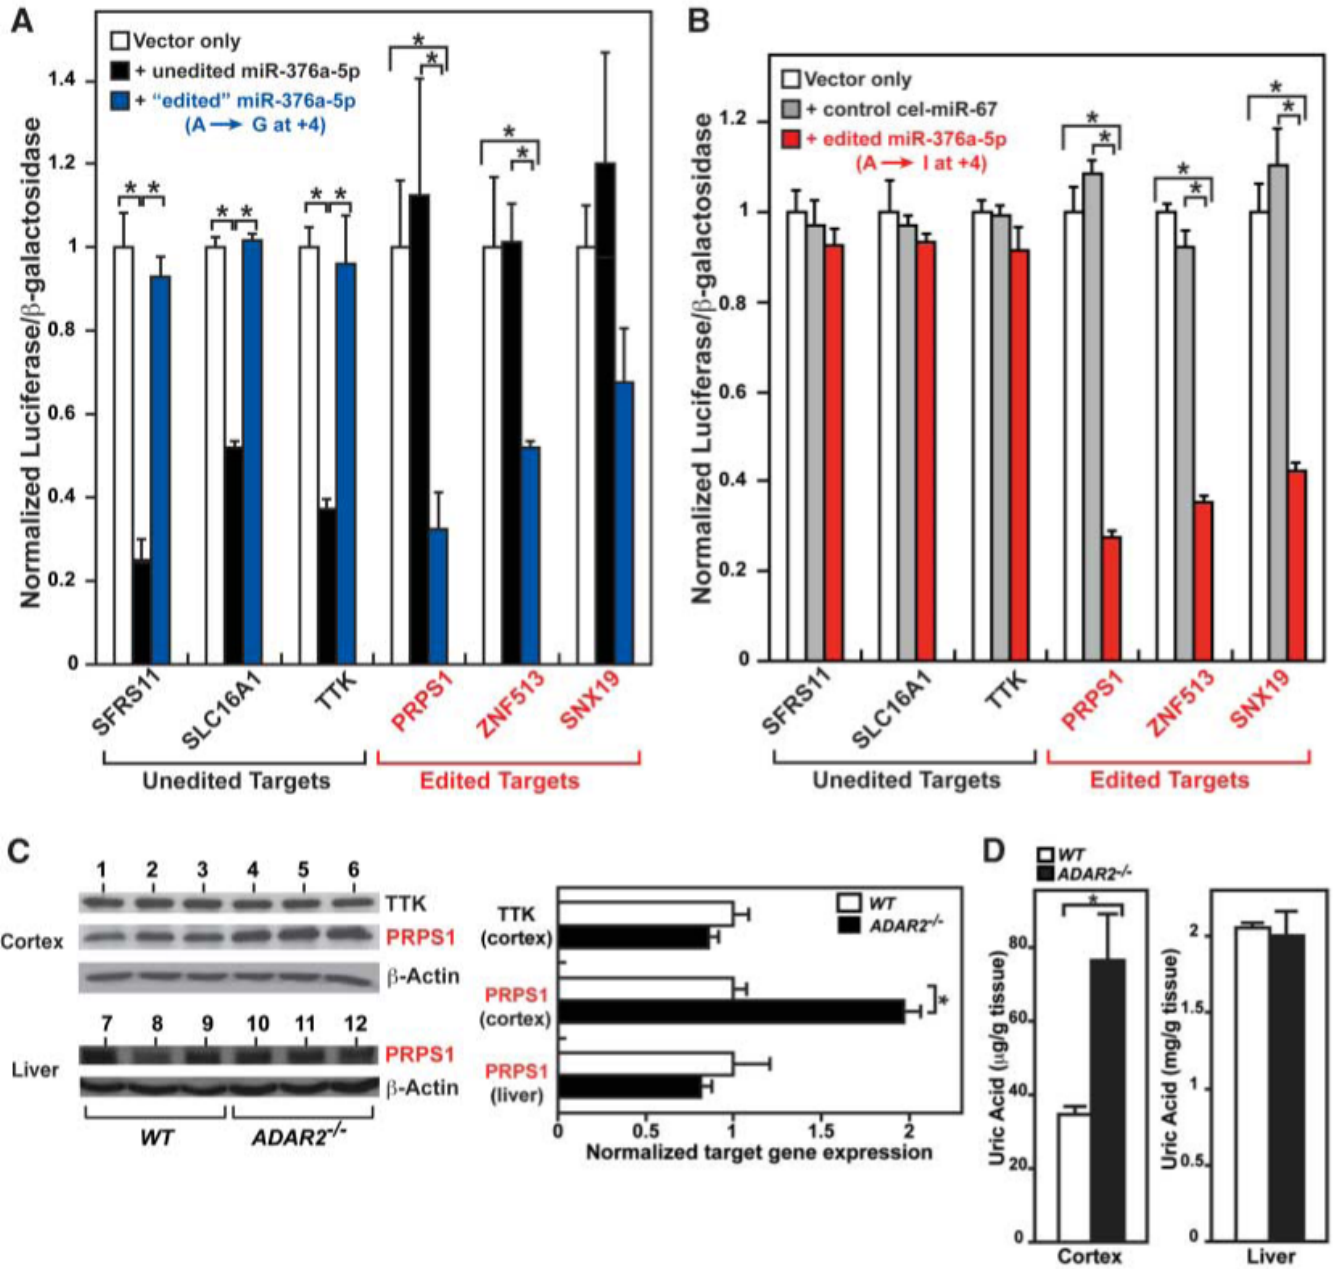 A
Vector only
+ unedited miR-376a-5p
+ “edited” miR-376a-5p
(A → G at +4)
Normalized Luciferase/β-galactosidase
1.4
1.2
1
0.8
0.6
0.4
0.2
0
* *
* *
* *
*
*
*
*
SFRS11
SLC16A1
TTK
PRPS1
ZNF513
SNX19
Unedited Targets
Edited Targets
B
Vector only
+ control cel-miR-67
+ edited miR-376a-5p
(A → I at +4)
Normalized Luciferase/β-galactosidase
1.2
1
0.8
0.6
0.4
0.2
0
*
*
*
*
*
*
SFRS11
SLC16A1
TTK
PRPS1
ZNF513
SNX19
Unedited Targets
Edited Targets
C
1 2 3 4 5 6
Cortex
TTK
PRPS1
β-Actin
7 8 9 10 11 12
Liver
PRPS1
β-Actin
WT
ADAR2-/-
WT
ADAR2-/-
TTK
(cortex)
PRPS1
(cortex)
*
PRPS1
(liver)
0 0.5 1 1.5 2
Normalized target gene expression
D
WT
ADAR2-/-
Uric Acid (μg/g tissue)
80
60
40
20
0
*
Cortex
Uric Acid (mg/g tissue)
2
1.5
1
0.5
0
Liver